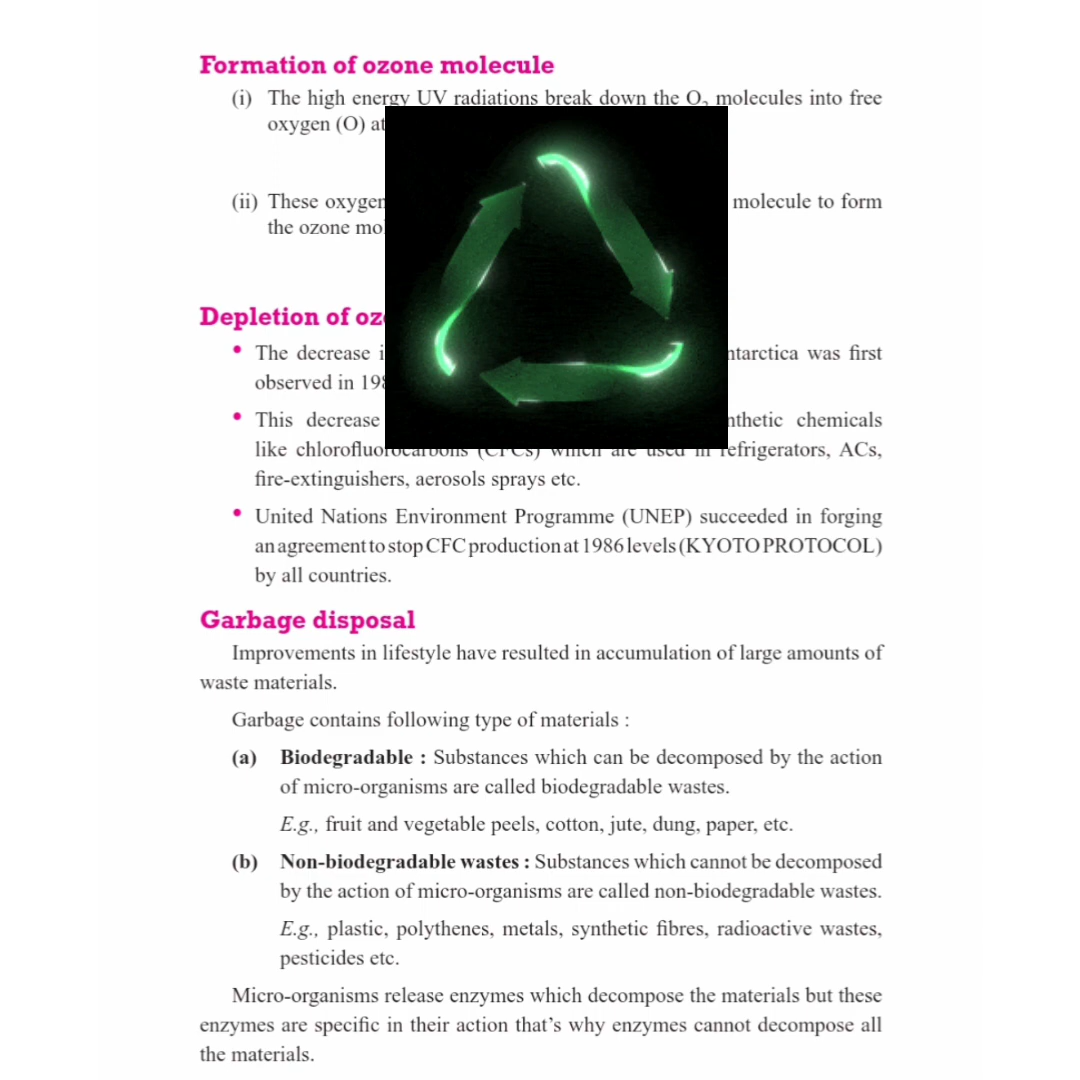 Formation of ozone molecule
(i) The high energy UV radiations break down the O₂ molecules into free
oxygen (O) at
(ii) These oxygen molecule to form
the ozone mo
Depletion of oz
• The decrease i ntarctica was first
observed in 198
• This decrease nthetic chemicals
like chlorofluorocarbons (CFCs) which are used in refrigerators, ACs,
fire-extinguishers, aerosols sprays etc.
• United Nations Environment Programme (UNEP) succeeded in forging
an agreement to stop CFC production at 1986 levels (KYOTO PROTOCOL)
by all countries.
Garbage disposal
Improvements in lifestyle have resulted in accumulation of large amounts of
waste materials.
Garbage contains following type of materials :
(a) Biodegradable : Substances which can be decomposed by the action
of micro-organisms are called biodegradable wastes.
E.g., fruit and vegetable peels, cotton, jute, dung, paper, etc.
(b) Non-biodegradable wastes : Substances which cannot be decomposed
by the action of micro-organisms are called non-biodegradable wastes.
E.g., plastic, polythenes, metals, synthetic fibres, radioactive wastes,
pesticides etc.
Micro-organisms release enzymes which decompose the materials but these
enzymes are specific in their action that's why enzymes cannot decompose all
the materials.